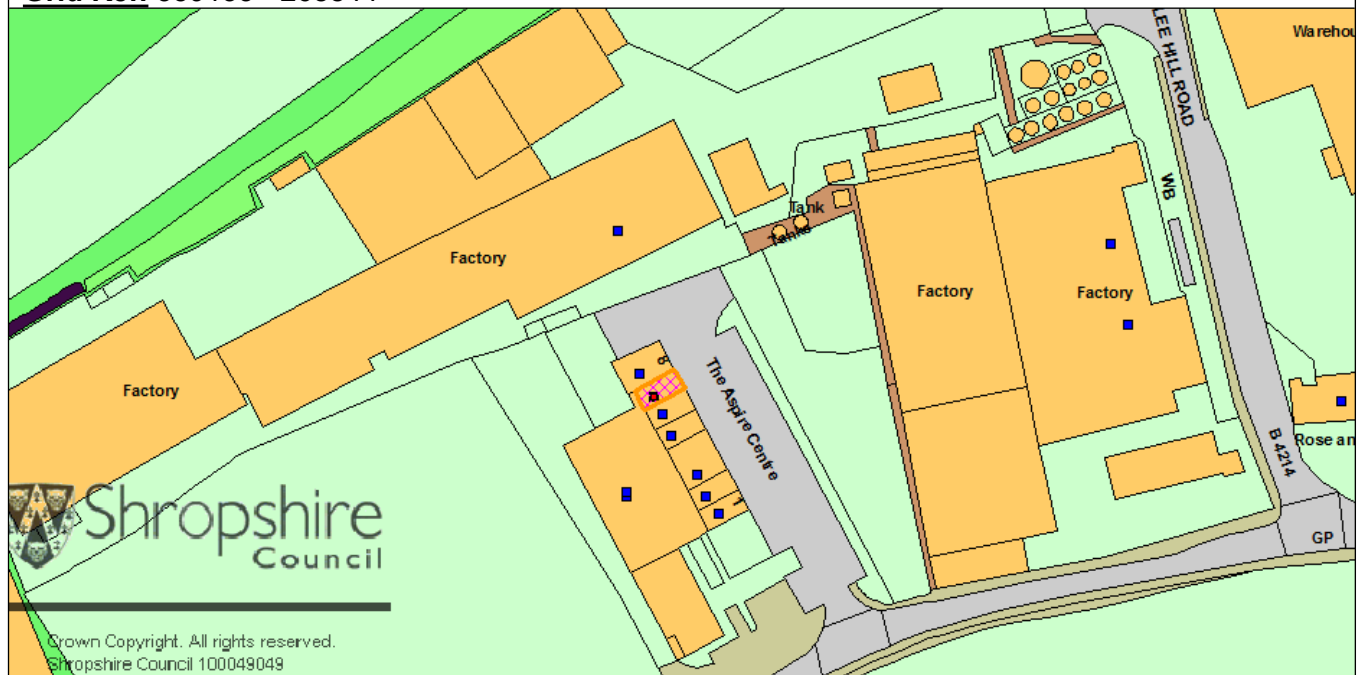 LEE HILL ROAD
Warehou
WB
Tank
Tanks
Factory
Factory
Factory
Factory
8
The Aspire Centre
1
B 4214
Rose an
GP
Shropshire
Council
Crown Copyright. All rights reserved.
Shropshire Council 100049049